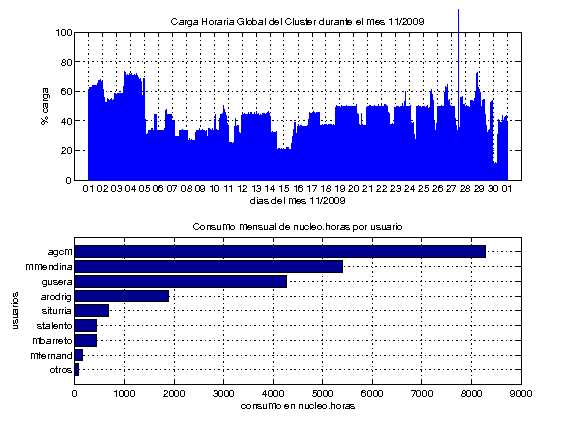 Carga Horaria Global del Cluster durante el mes 11/2009
100
80
60
40
20
0
% carga
01 02 03 04 05 06 07 08 09 10 11 12 13 14 15 16 17 18 19 20 21 22 23 24 25 26 27 28 29 30 01
dias del mes 11/2009
Consumo mensual de nucleo.horas por usuario
agcm
mmendina
gusera
arodrig
siturria
stalento
mbarreto
mfernand
otros
usuarios
0 1000 2000 3000 4000 5000 6000 7000 8000 9000
consumo en nucleo.horas